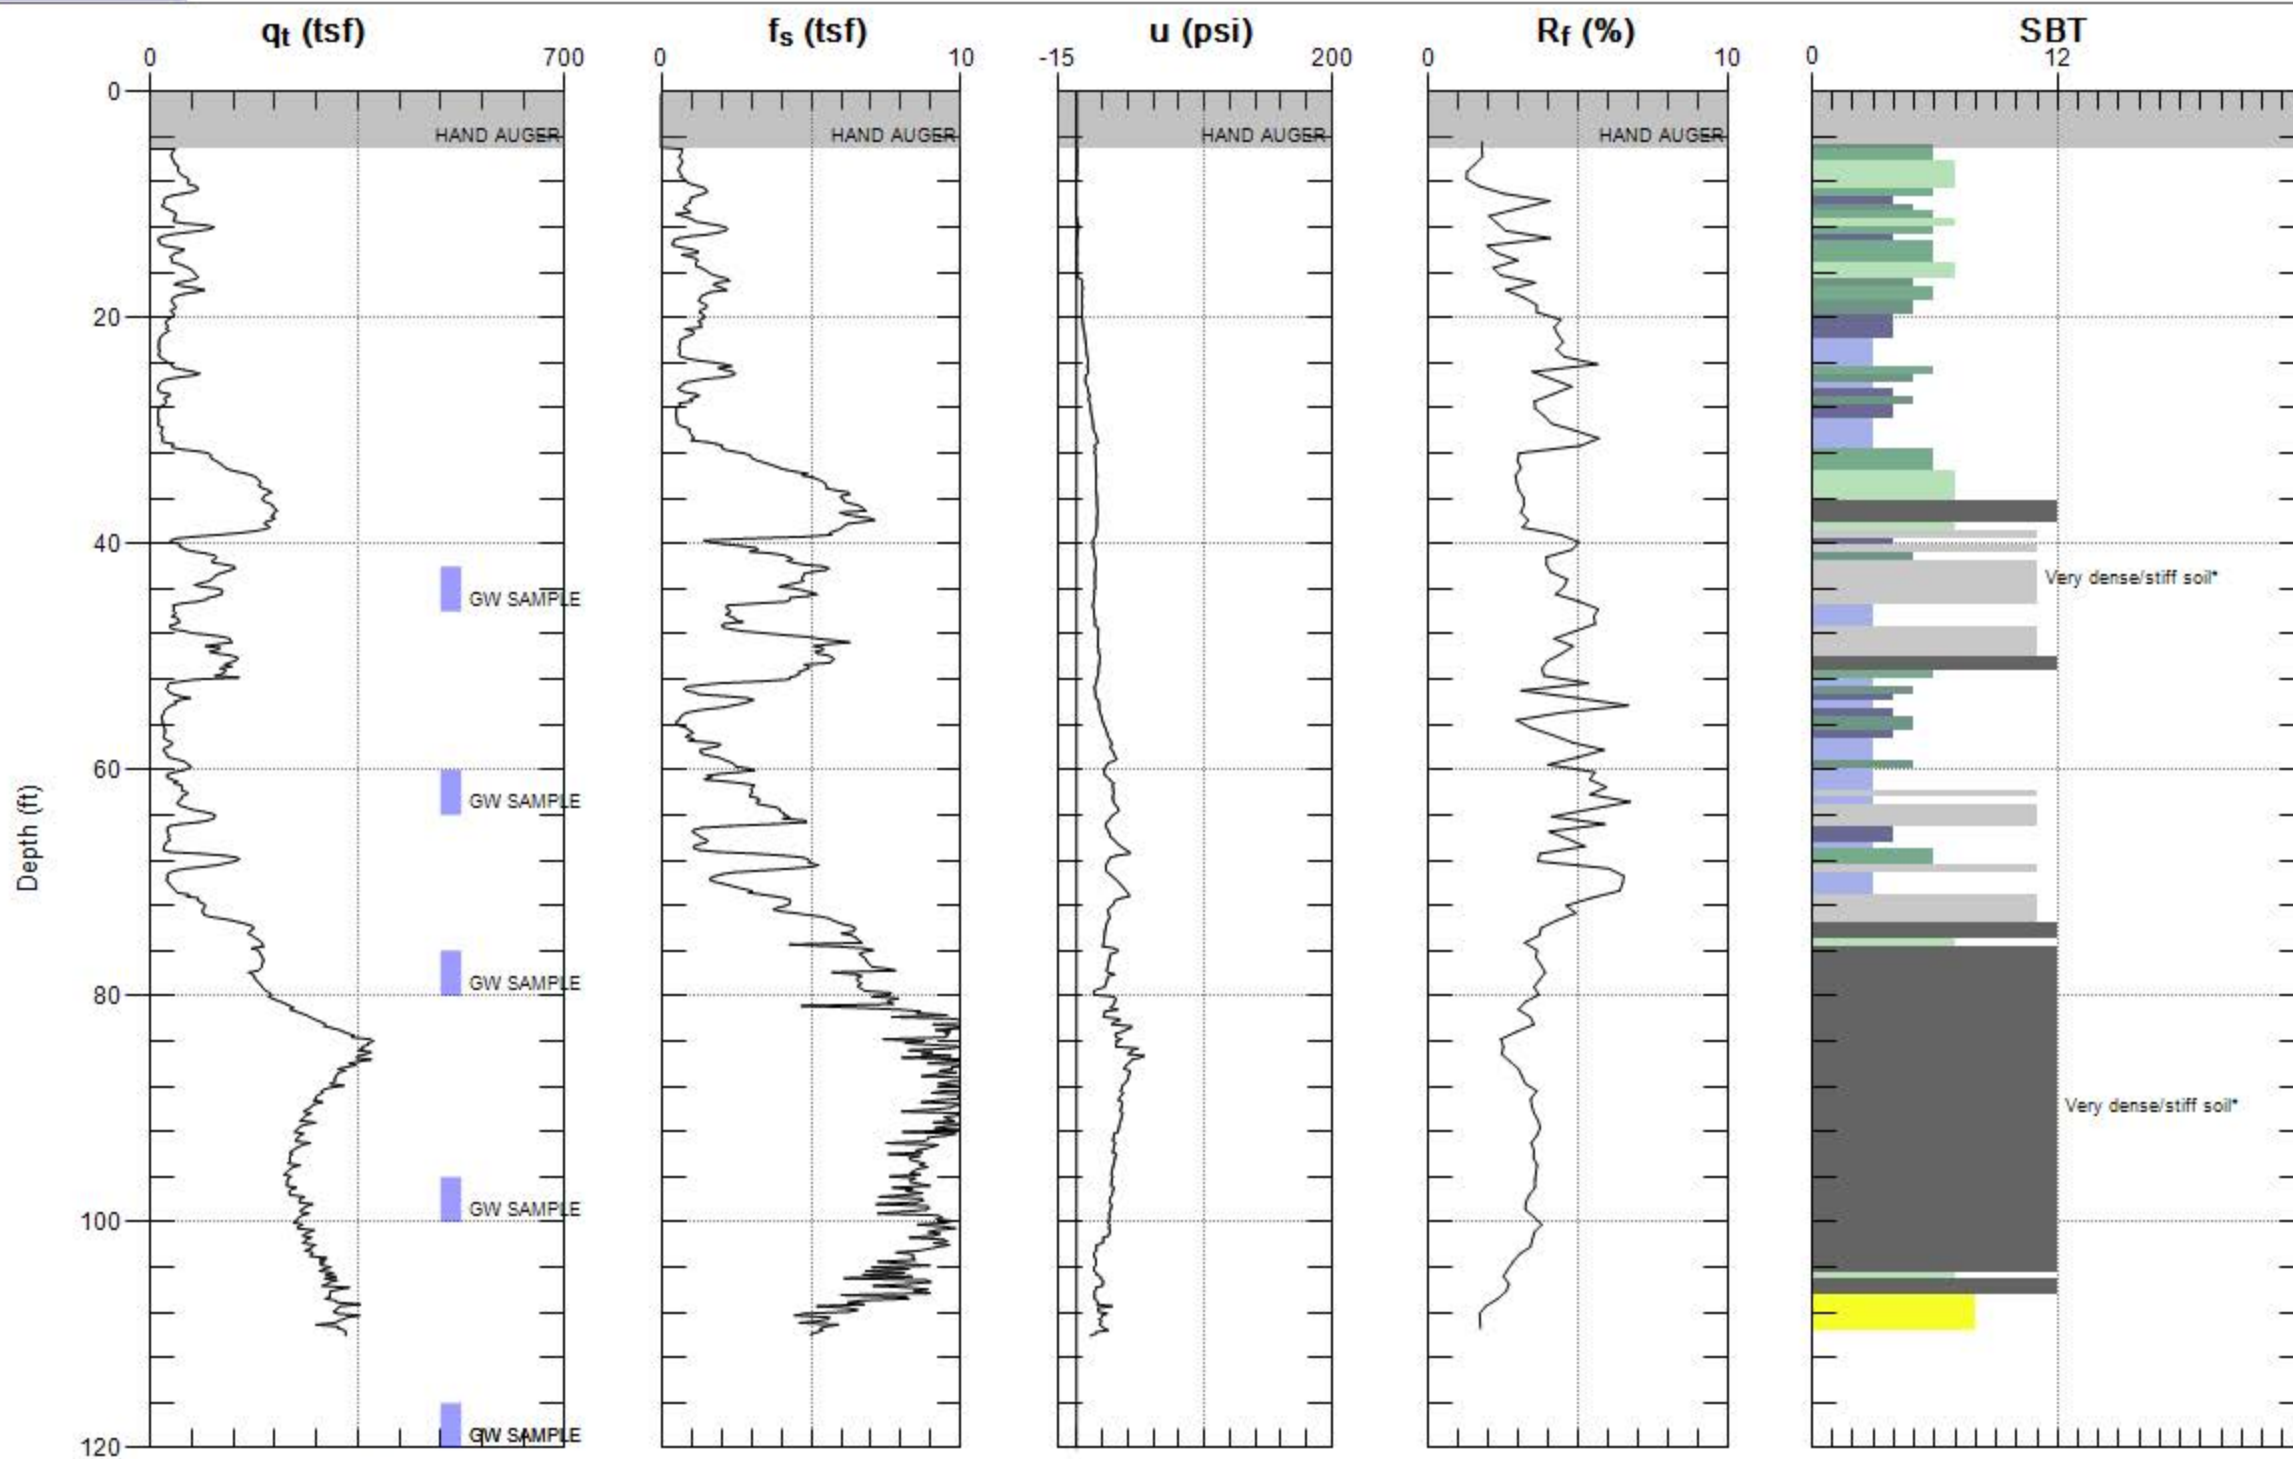 qt (tsf) fs (tsf) u (psi) Rf (%) SBT
0 700 0 10 -15 200 0 10 0 12
0
HAND AUGER HAND AUGER HAND AUGER HAND AUGER
20
40
Very dense/stiff soil*
GW SAMPLE
60
GW SAMPLE
Depth (ft)
80
GW SAMPLE
Very dense/stiff soil*
100
GW SAMPLE
120
GW SAMPLE